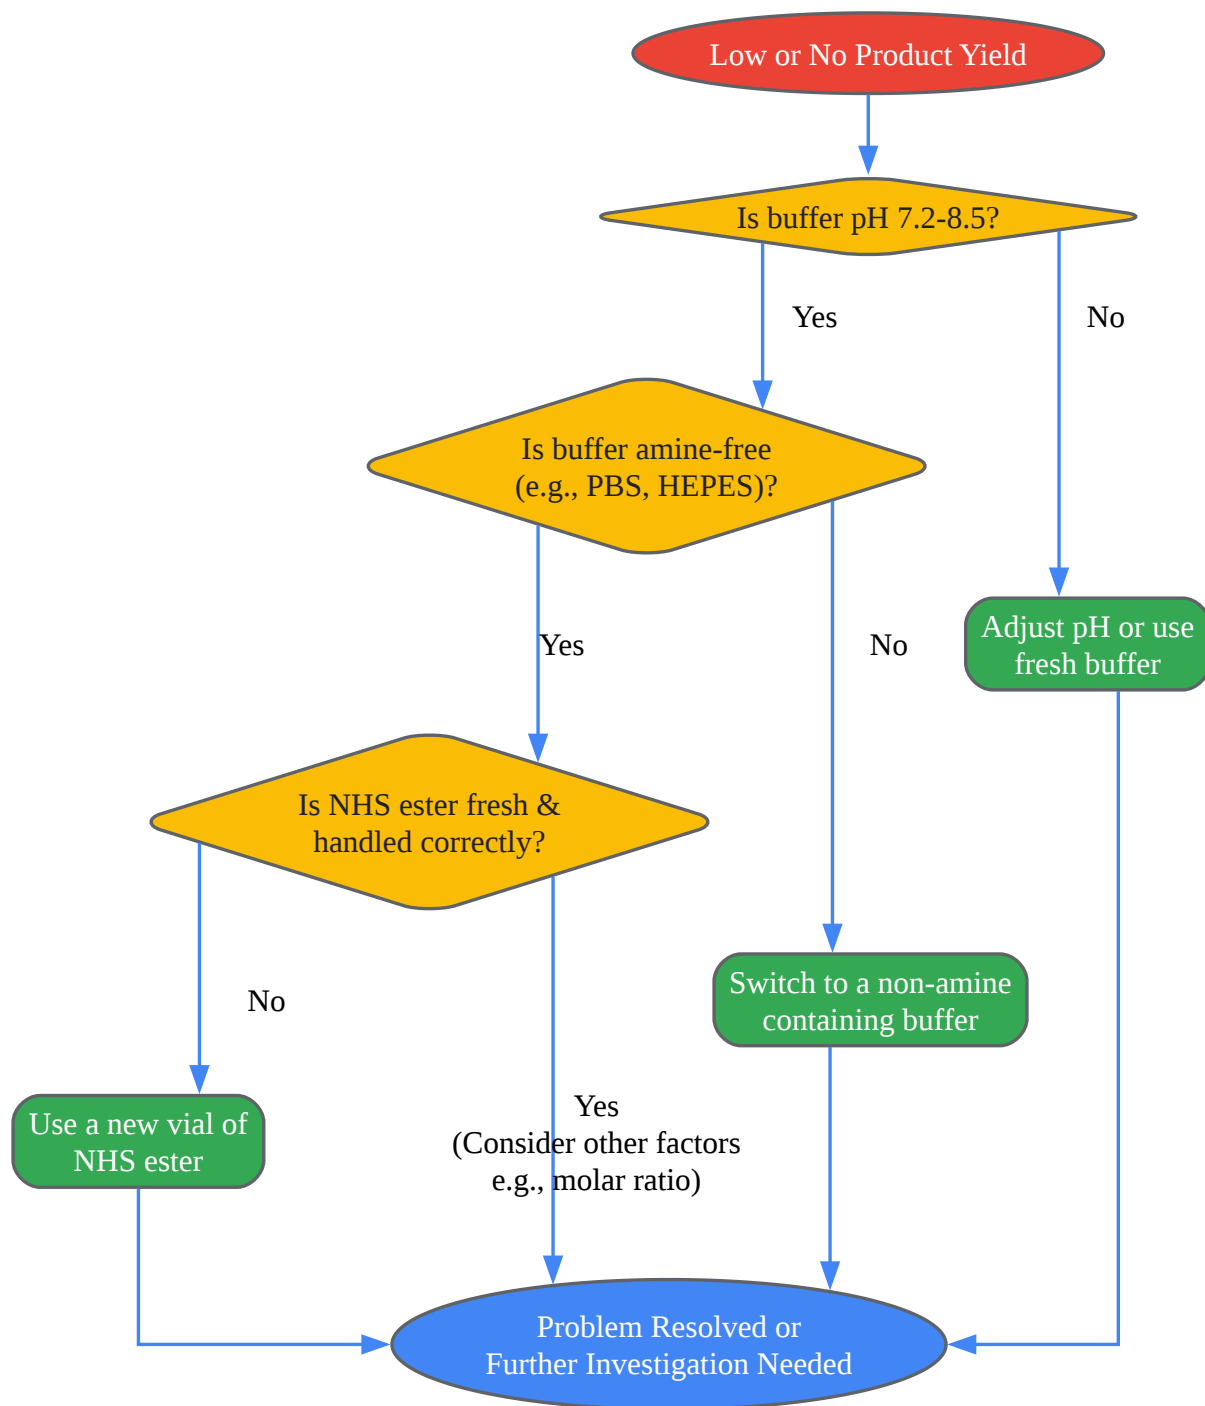 Low or No Product Yield
Is buffer pH 7.2-8.5?
Yes
No
Is buffer amine-free
(e.g., PBS, HEPES)?
Yes
No
Adjust pH or use
fresh buffer
Is NHS ester fresh &
handled correctly?
No
Switch to a non-amine
containing buffer
Yes
(Consider other factors
e.g., molar ratio)
Use a new vial of
NHS ester
Problem Resolved or
Further Investigation Needed